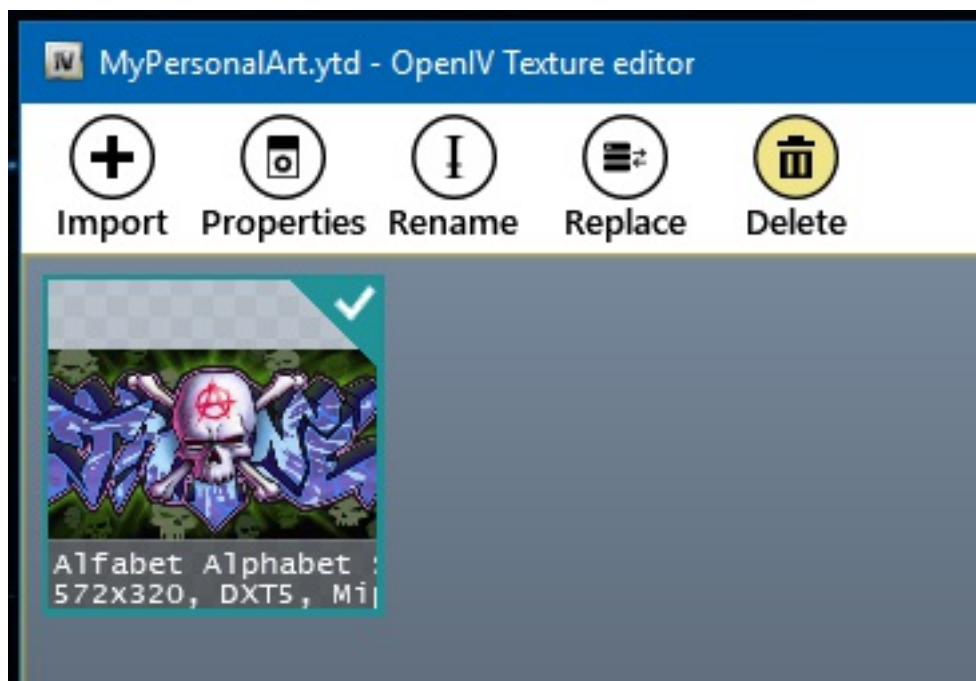 MyPersonalArt.ytd - OpenIV Texture editor
Import Properties Rename Replace Delete
Alfabet Alphabet
572x320, DXT5,